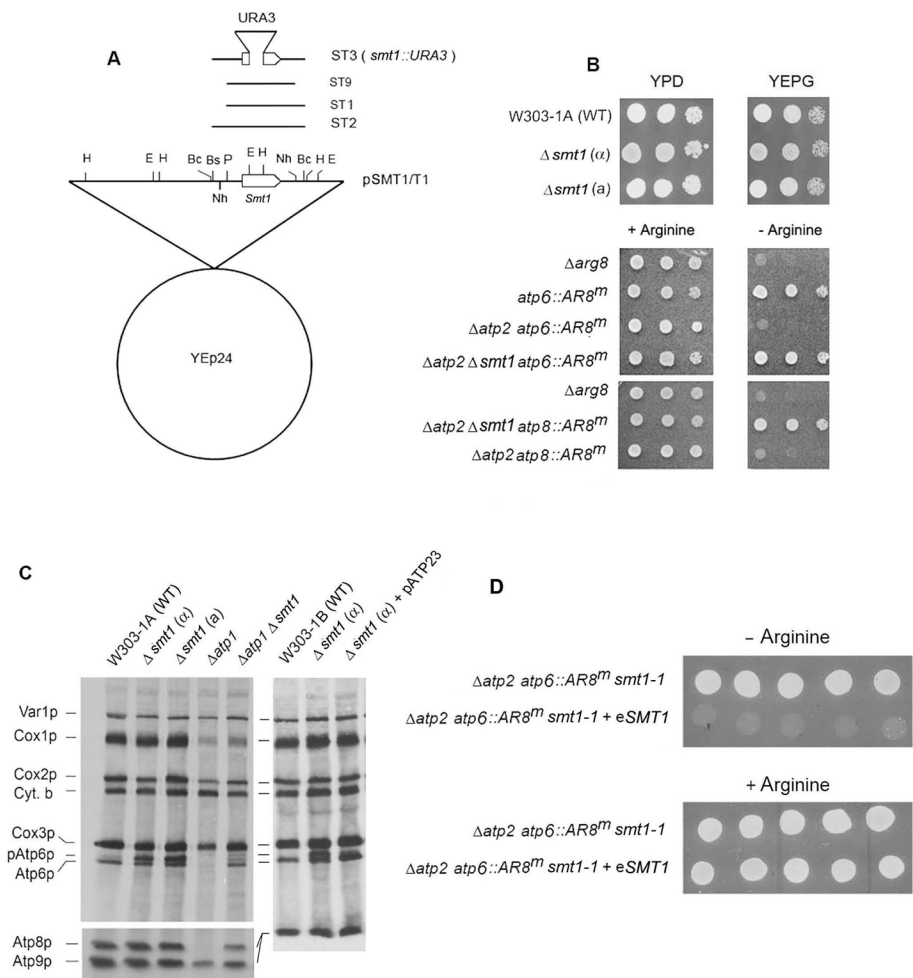 A
URA3
ST3 ( smt1::URA3 )
ST9
ST1
ST2
H E H Bc Bs P E H Nh Bc H E
pSMT1/T1
Nh Smt1
YEp24
B
YPD YEPG
W303-1A (WT)
Δsmt1 (α)
Δsmt1 (a)
+ Arginine - Arginine
Δarg8
atp6::AR8ᵐ
Δatp2 atp6::AR8ᵐ
Δatp2 Δsmt1 atp6::AR8ᵐ
Δarg8
Δatp2 Δsmt1 atp8::AR8ᵐ
Δatp2 atp8::AR8ᵐ
C
W303-1A (WT)
Δsmt1 (α)
Δsmt1 (a)
Δatp1
Δatp1 Δsmt1
W303-1B (WT)
Δsmt1 (α)
Δsmt1 (α) + pATP23
Var1p
Cox1p
Cox2p
Cyt. b
Cox3p
pAtp6p
Atp6p
Atp8p
Atp9p
D
– Arginine
Δatp2 atp6::AR8ᵐ smt1-1
Δatp2 atp6::AR8ᵐ smt1-1 + eSMT1
+ Arginine
Δatp2 atp6::AR8ᵐ smt1-1
Δatp2 atp6::AR8ᵐ smt1-1 + eSMT1